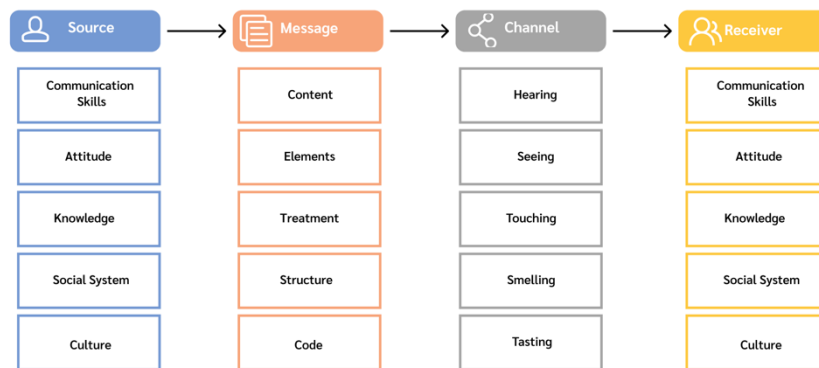 Source
Message
Channel
Receiver
Communication
Skills
Content
Hearing
Communication
Skills
Attitude
Elements
Seeing
Attitude
Knowledge
Treatment
Touching
Knowledge
Social System
Structure
Smelling
Social System
Culture
Code
Tasting
Culture